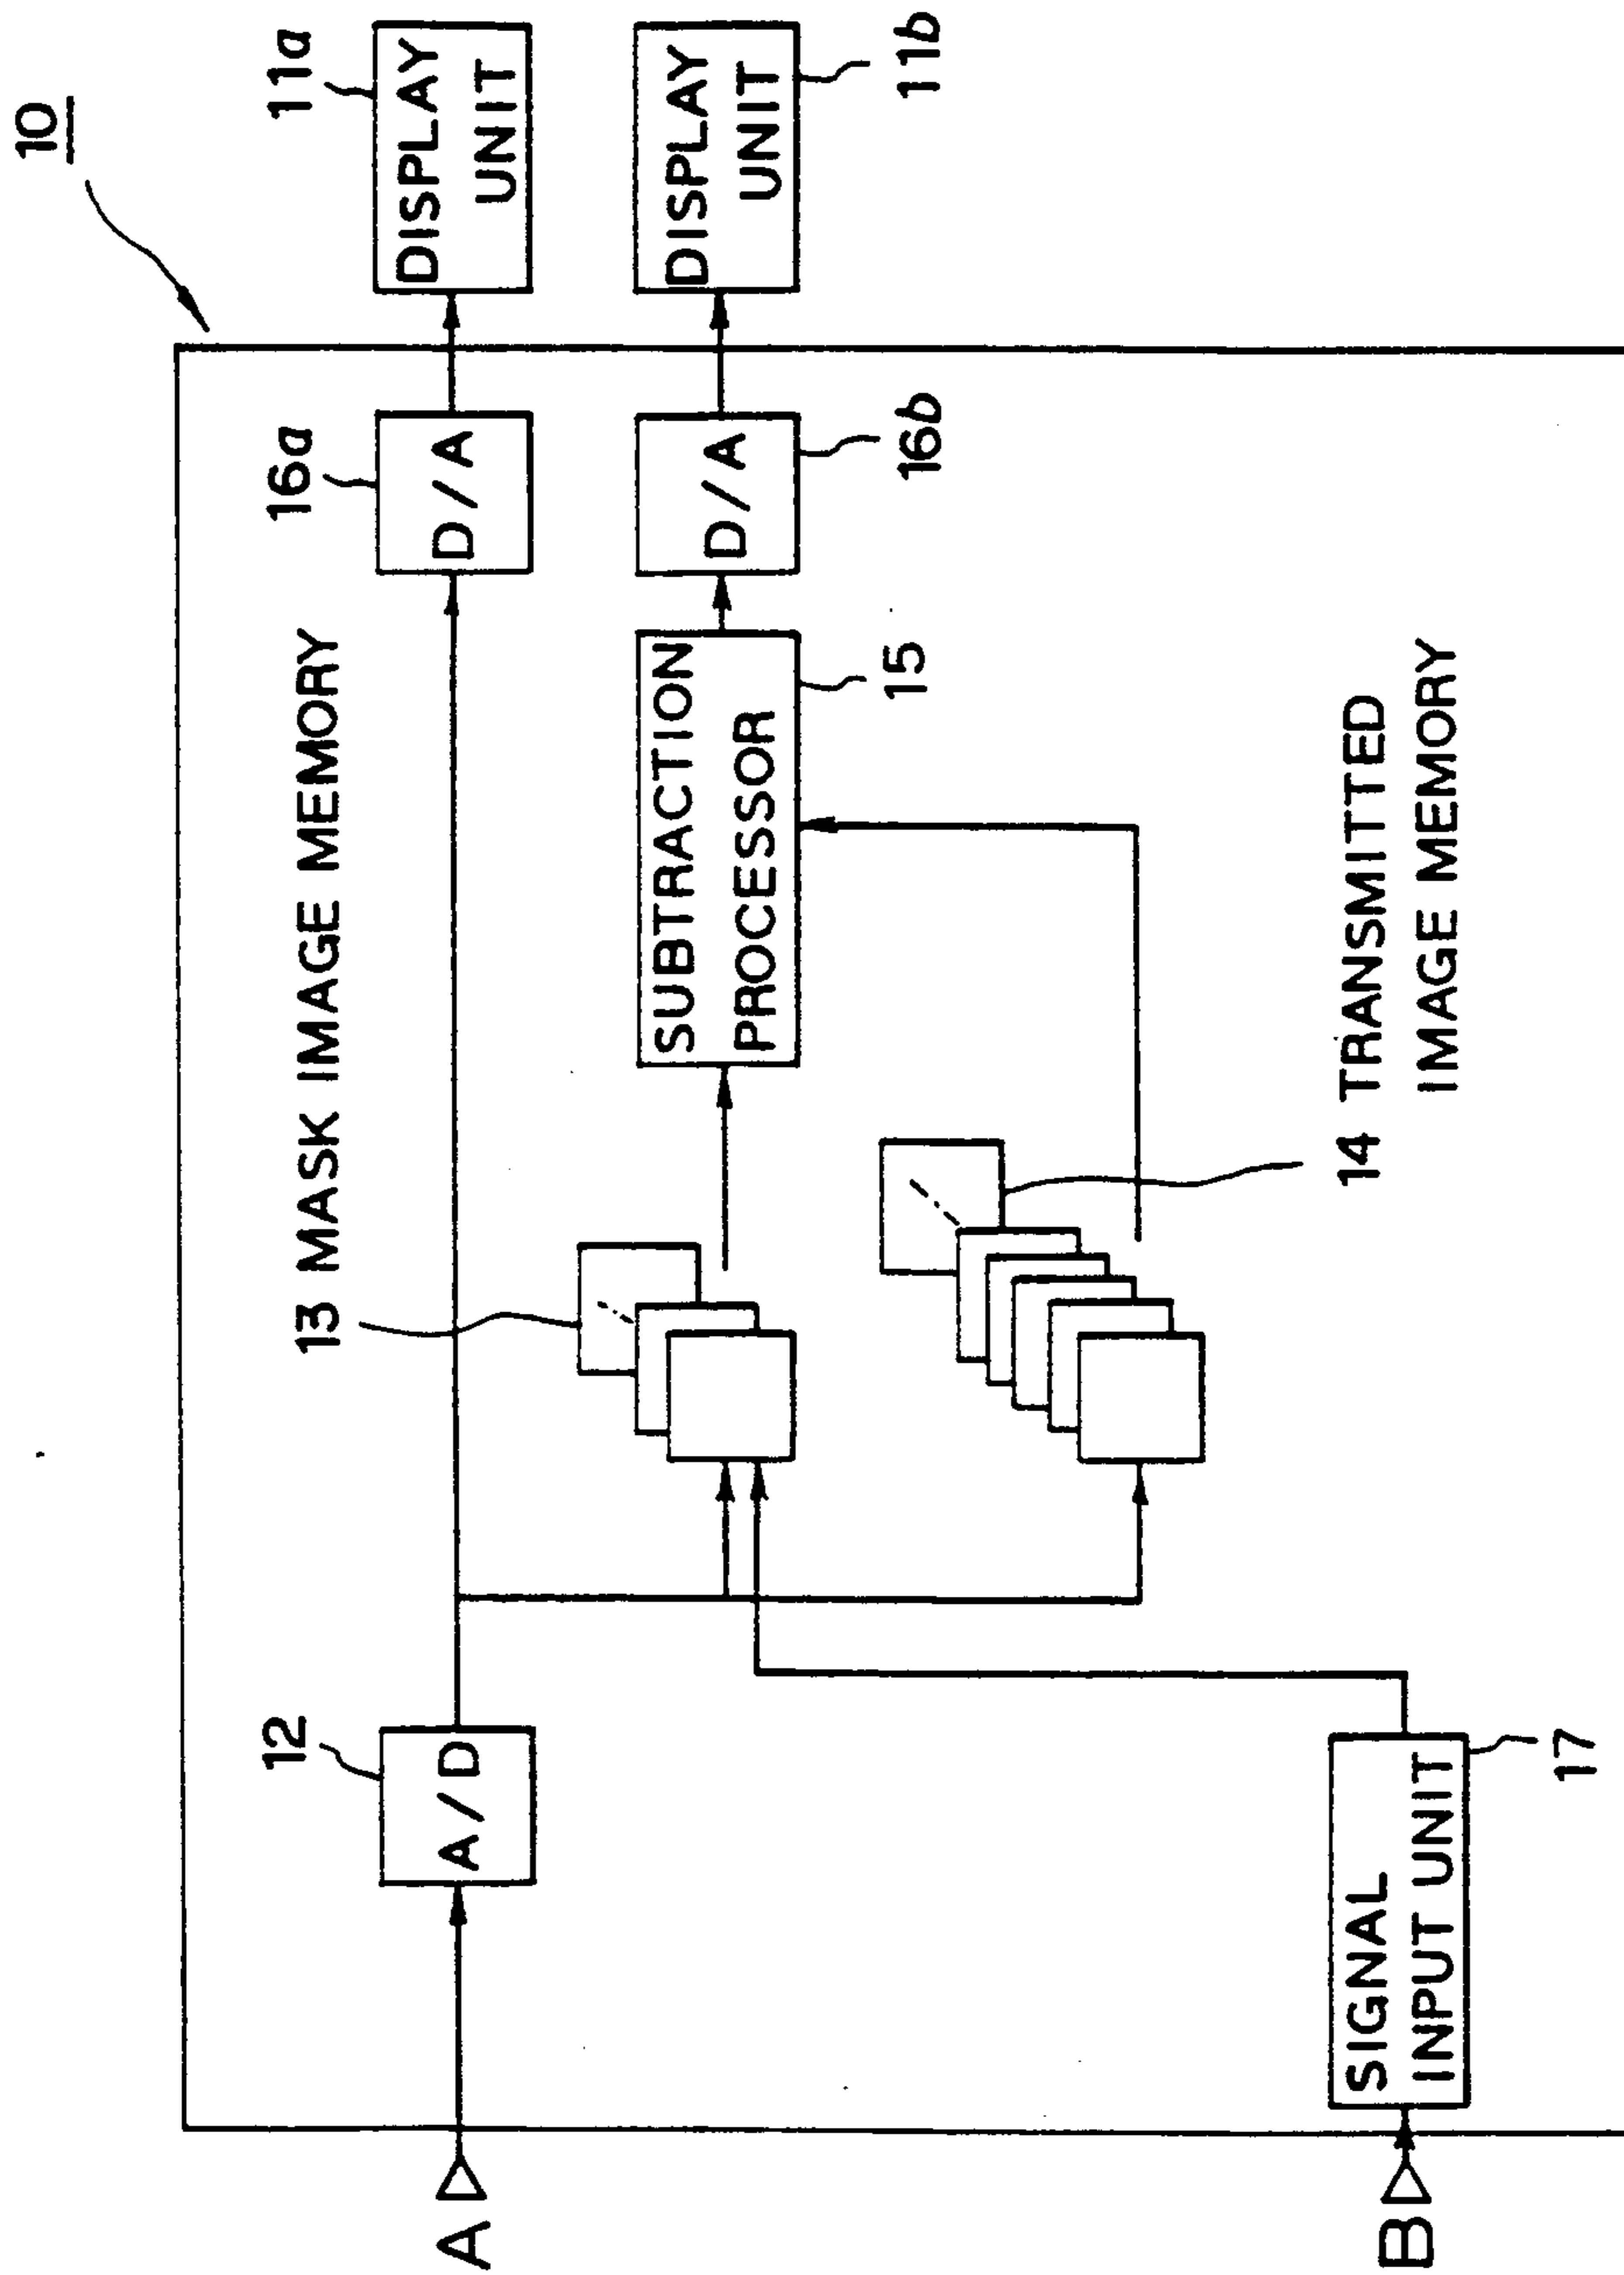 10
11a
DISPLAY
UNIT
16a
D/A
13 MASK IMAGE MEMORY
12
A/D
A
DISPLAY
UNIT
11b
D/A
16b
SUBTRACTION
PROCESSOR
15
14 TRANSMITTED
IMAGE MEMORY
SIGNAL
INPUT UNIT
17
B